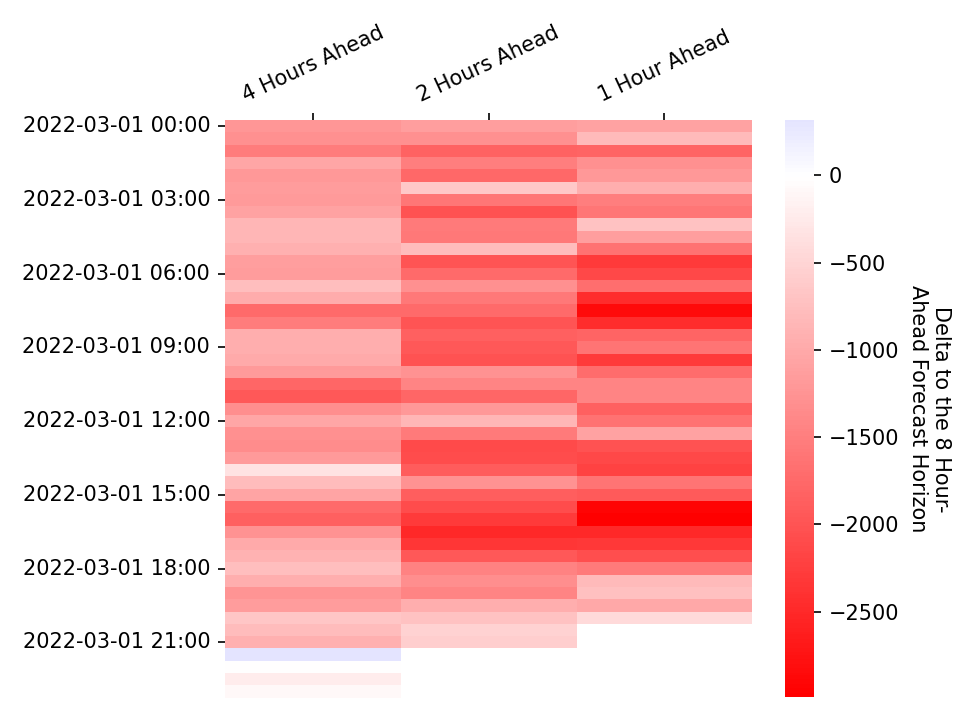 4 Hours Ahead
2 Hours Ahead
1 Hour Ahead
2022-03-01 00:00
2022-03-01 03:00
2022-03-01 06:00
2022-03-01 09:00
2022-03-01 12:00
2022-03-01 15:00
2022-03-01 18:00
2022-03-01 21:00
0
−500
−1000
−1500
−2000
−2500
Delta to the 8 Hour-
Ahead Forecast Horizon